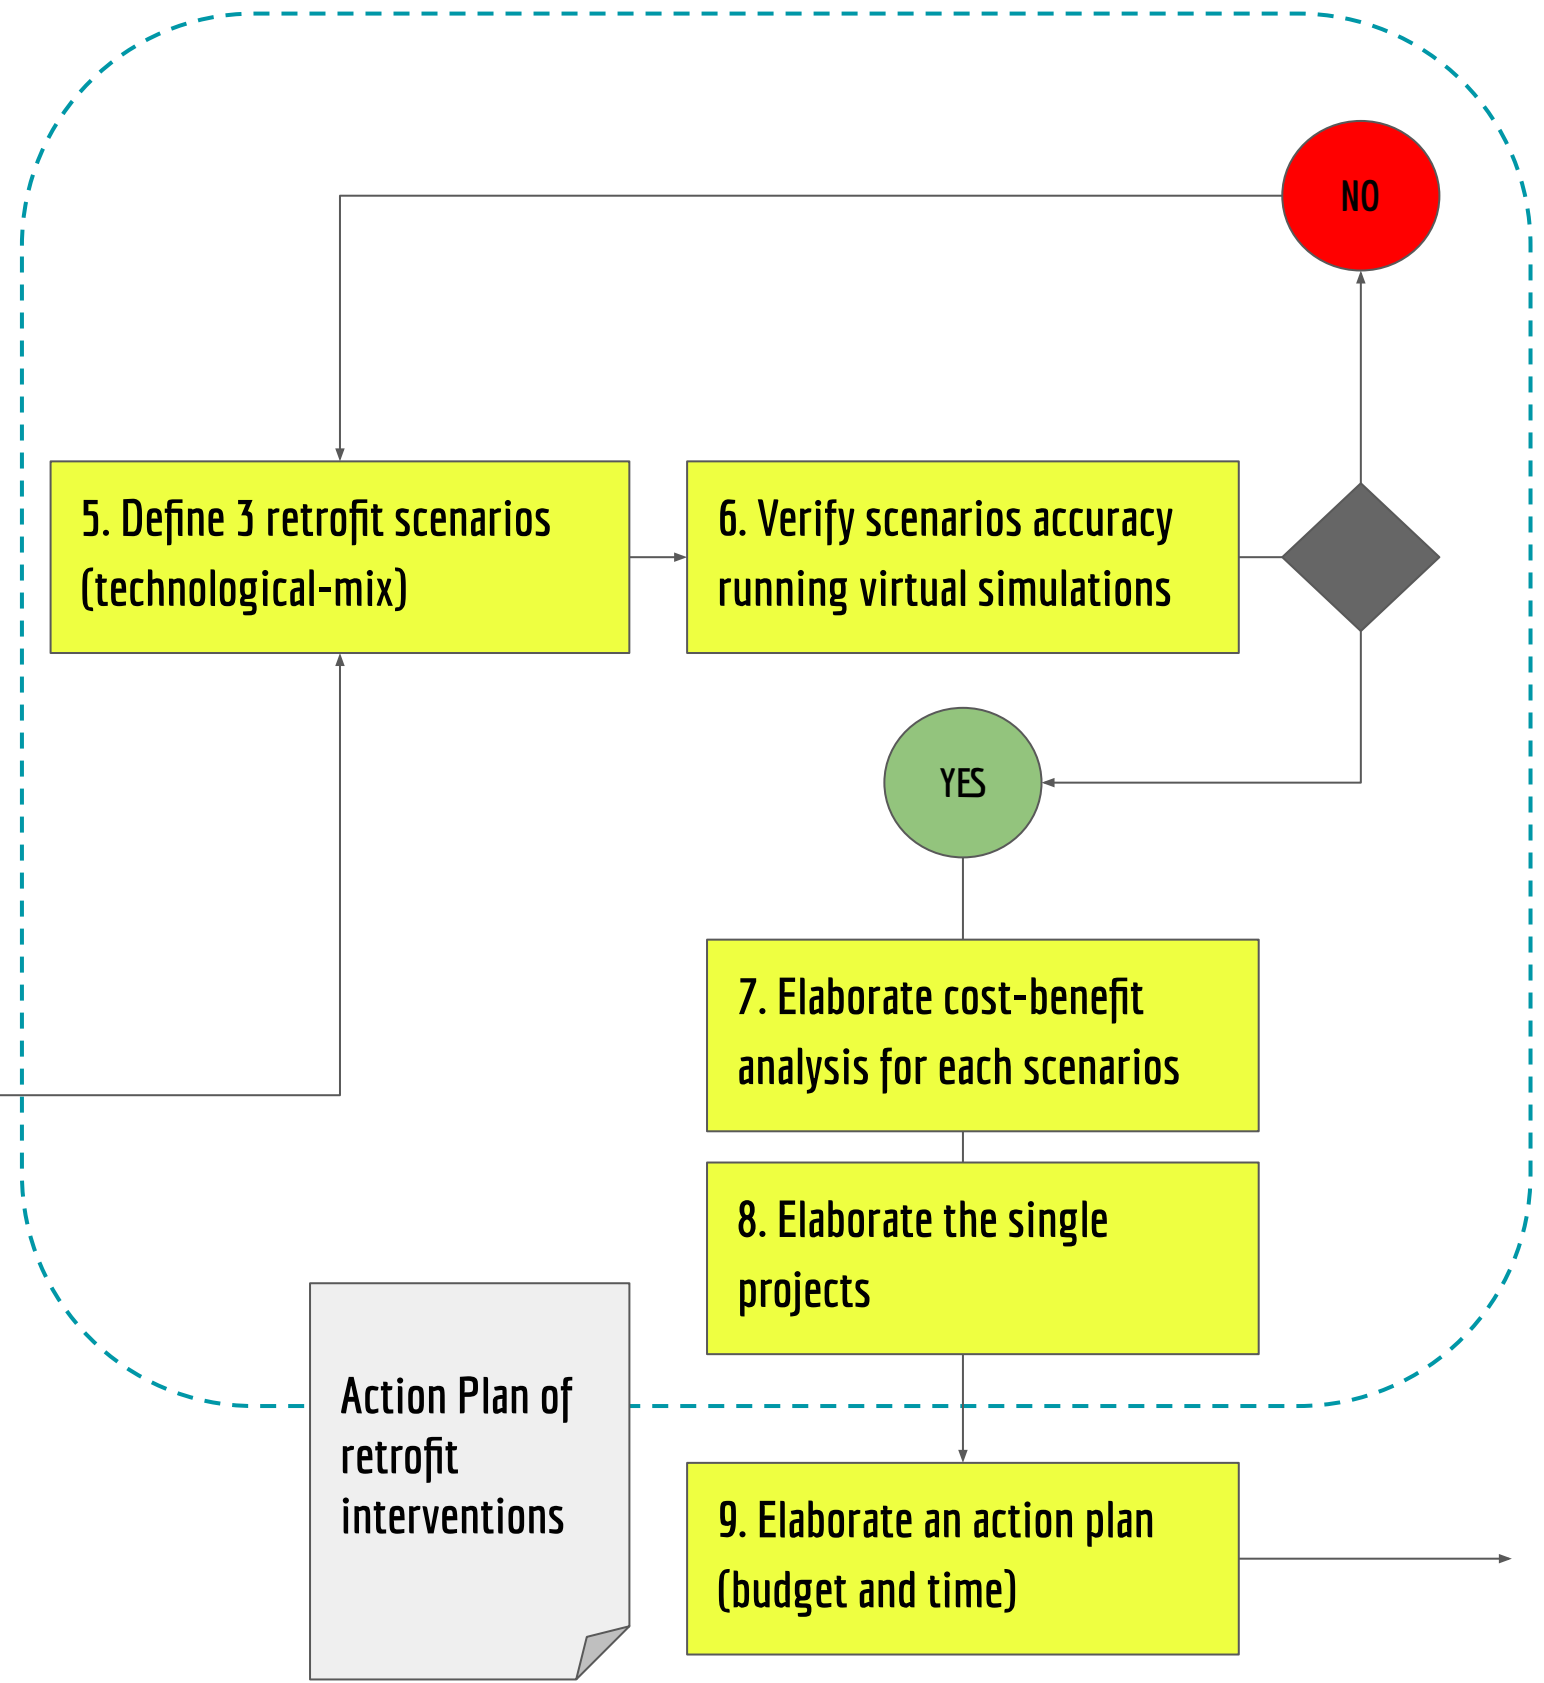 NO
5. Define 3 retrofit scenarios
(technological-mix)
6. Verify scenarios accuracy
running virtual simulations
YES
7. Elaborate cost-benefit
analysis for each scenarios
8. Elaborate the single
projects
Action Plan of
retrofit
interventions
9. Elaborate an action plan
(budget and time)